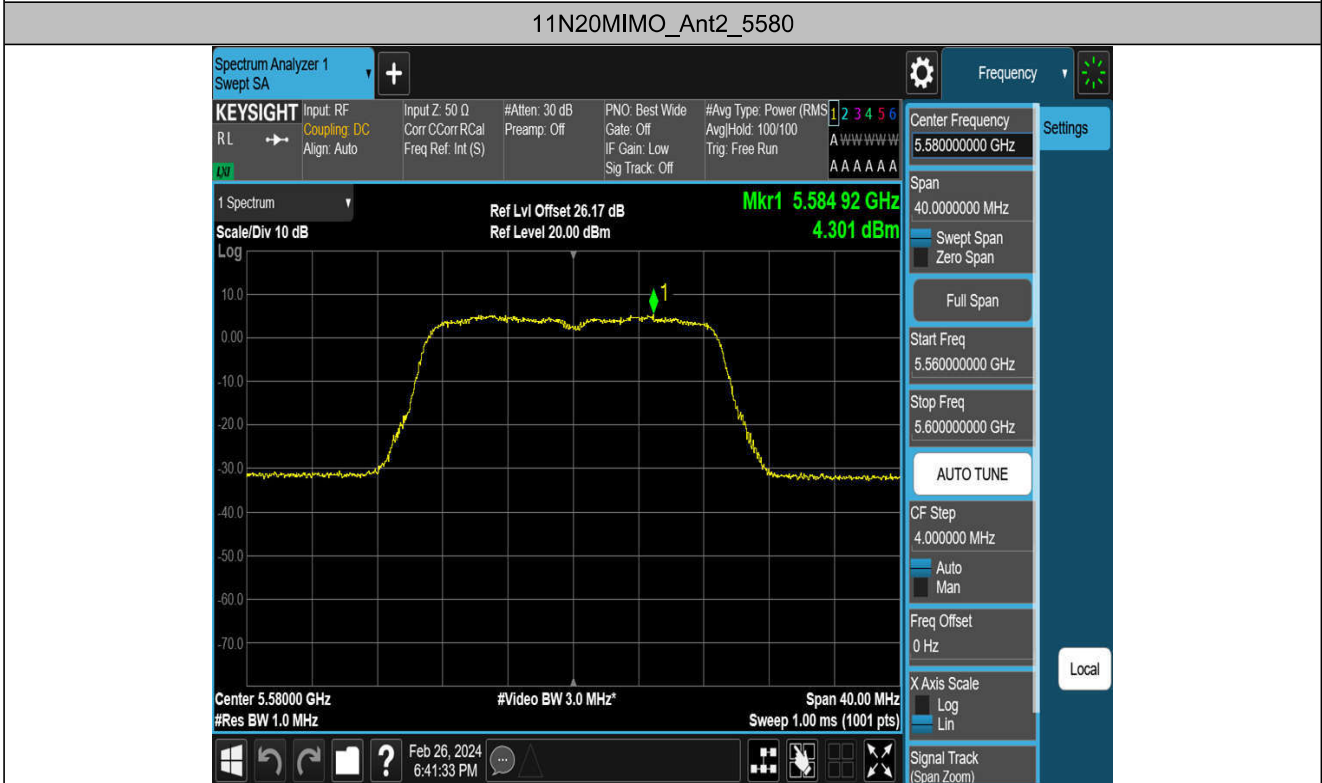 11N20MIMO_Ant2_5580
Spectrum Analyzer 1
Swept SA
+
Frequency
KEYSIGHT
RL
LXI
Input: RF
Coupling: DC
Align: Auto
Input Z: 50 Ω
Corr CCorr RCal
Freq Ref: Int (S)
#Atten: 30 dB
Preamp: Off
PNO: Best Wide
Gate: Off
IF Gain: Low
Sig Track: Off
#Avg Type: Power (RMS
Avg|Hold: 100/100
Trig: Free Run
1 2 3 4 5 6
A W W W W W
A A A A A A
1 Spectrum
Scale/Div 10 dB
Log
Ref Lvl Offset 26.17 dB
Ref Level 20.00 dBm
Mkr1 5.584 92 GHz
4.301 dBm
1
10.0
0.00
-10.0
-20.0
-30.0
-40.0
-50.0
-60.0
-70.0
Center 5.58000 GHz
#Video BW 3.0 MHz*
Span 40.00 MHz
#Res BW 1.0 MHz
Sweep 1.00 ms (1001 pts)
?
Feb 26, 2024
6:41:33 PM
Center Frequency
5.580000000 GHz
Settings
Span
40.0000000 MHz
Swept Span
Zero Span
Full Span
Start Freq
5.560000000 GHz
Stop Freq
5.600000000 GHz
AUTO TUNE
CF Step
4.000000 MHz
Auto
Man
Freq Offset
0 Hz
X Axis Scale
Log
Lin
Local
Signal Track
(Span Zoom)